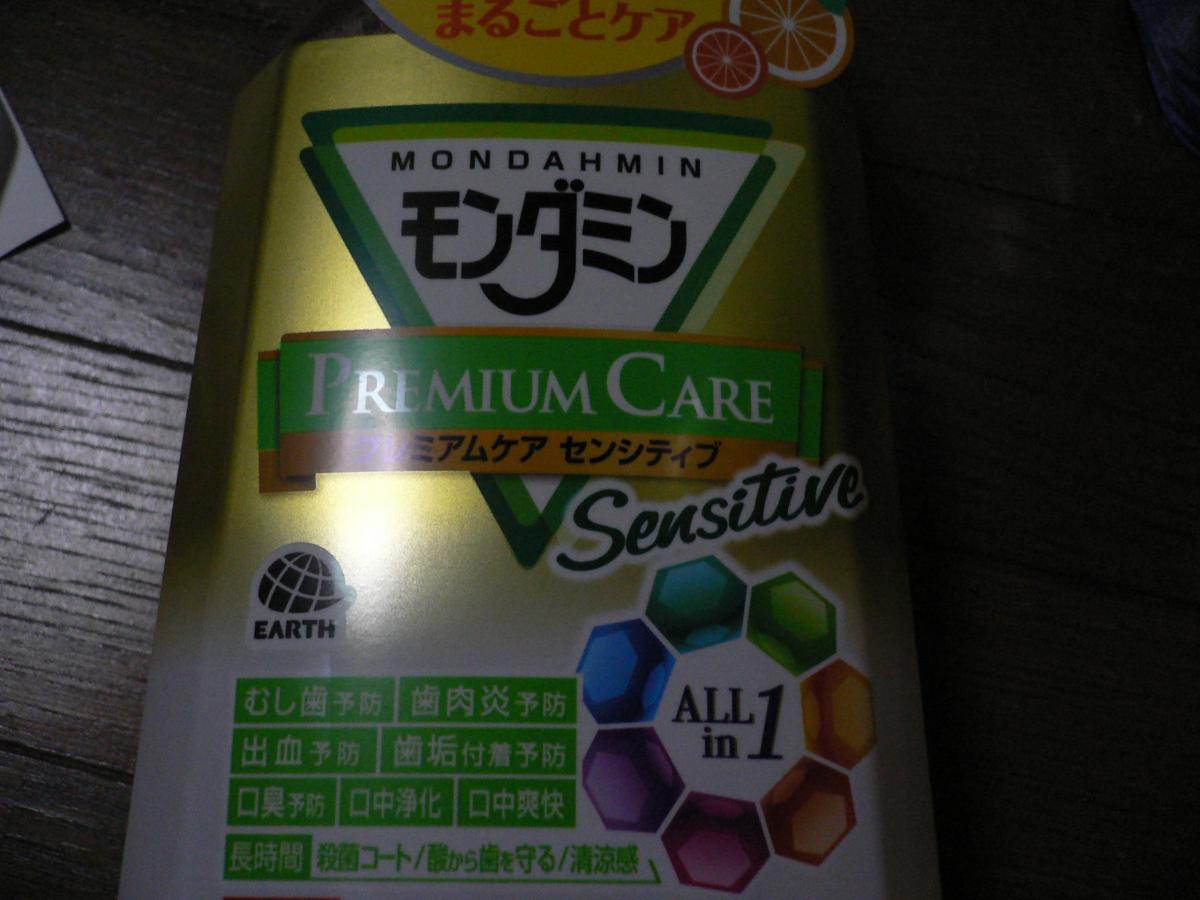 まるごとケア
MONDAHMIN
モンダミン
PREMIUM CARE
プレミアムケア センシティブ
Sensitive
EARTH
ALL
in 1
むし歯予防 歯肉炎予防
出血予防 歯垢付着予防
口臭予防 口中浄化 口中爽快
長時間 殺菌コート/酸から歯を守る/清涼感